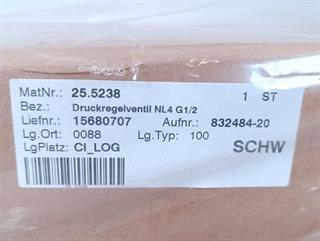 MatNr.: 25.5238 1 ST
Bez.: Druckregelventil NL4 G1/2
Liefnr.: 15680707 Aufnr.: 832484-20
Lg.Ort: 0088 Lg.Typ: 100
LgPlatz: CI_LOG SCHW